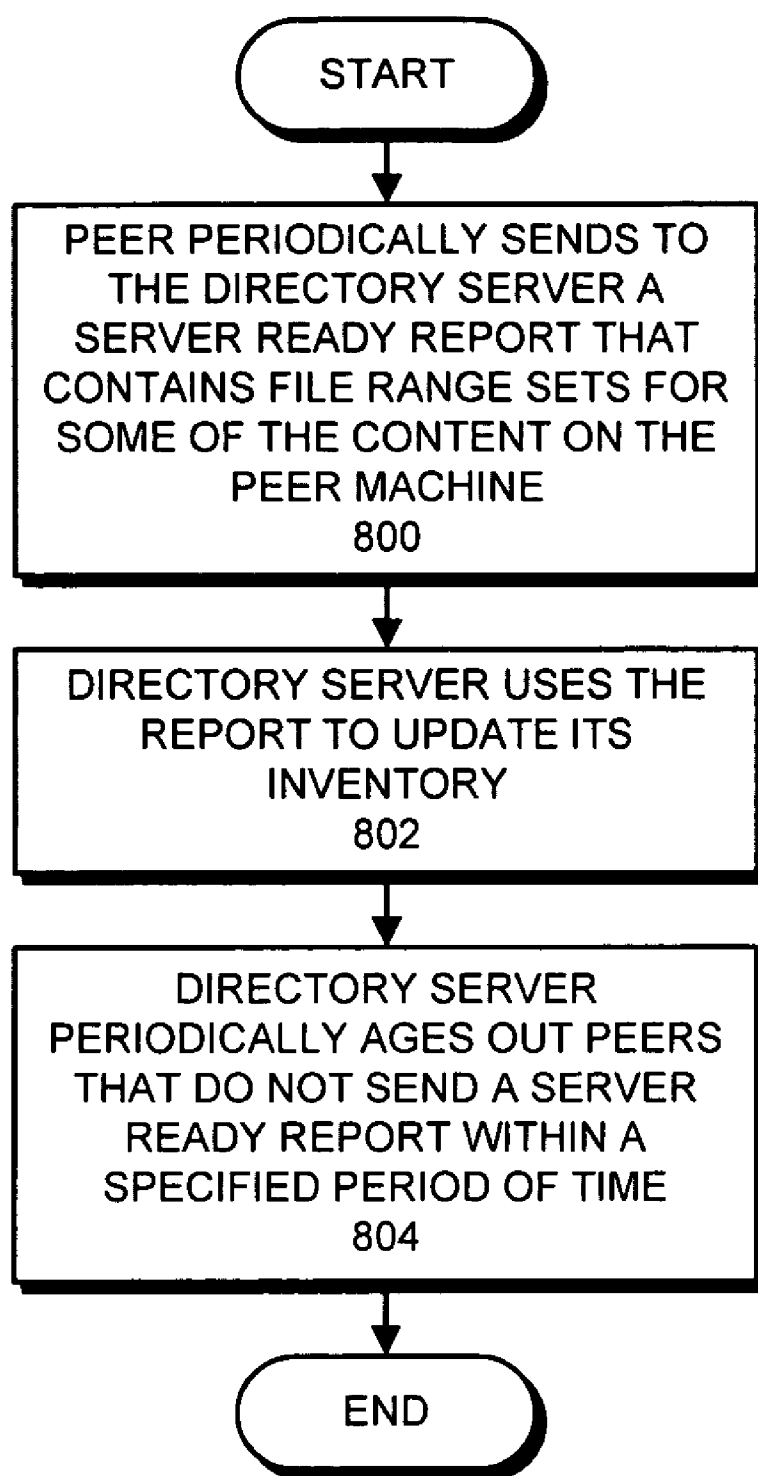 START
PEER PERIODICALLY SENDS TO
THE DIRECTORY SERVER A
SERVER READY REPORT THAT
CONTAINS FILE RANGE SETS FOR
SOME OF THE CONTENT ON THE
PEER MACHINE
800
DIRECTORY SERVER USES THE
REPORT TO UPDATE ITS
INVENTORY
802
DIRECTORY SERVER
PERIODICALLY AGES OUT PEERS
THAT DO NOT SEND A SERVER
READY REPORT WITHIN A
SPECIFIED PERIOD OF TIME
804
END